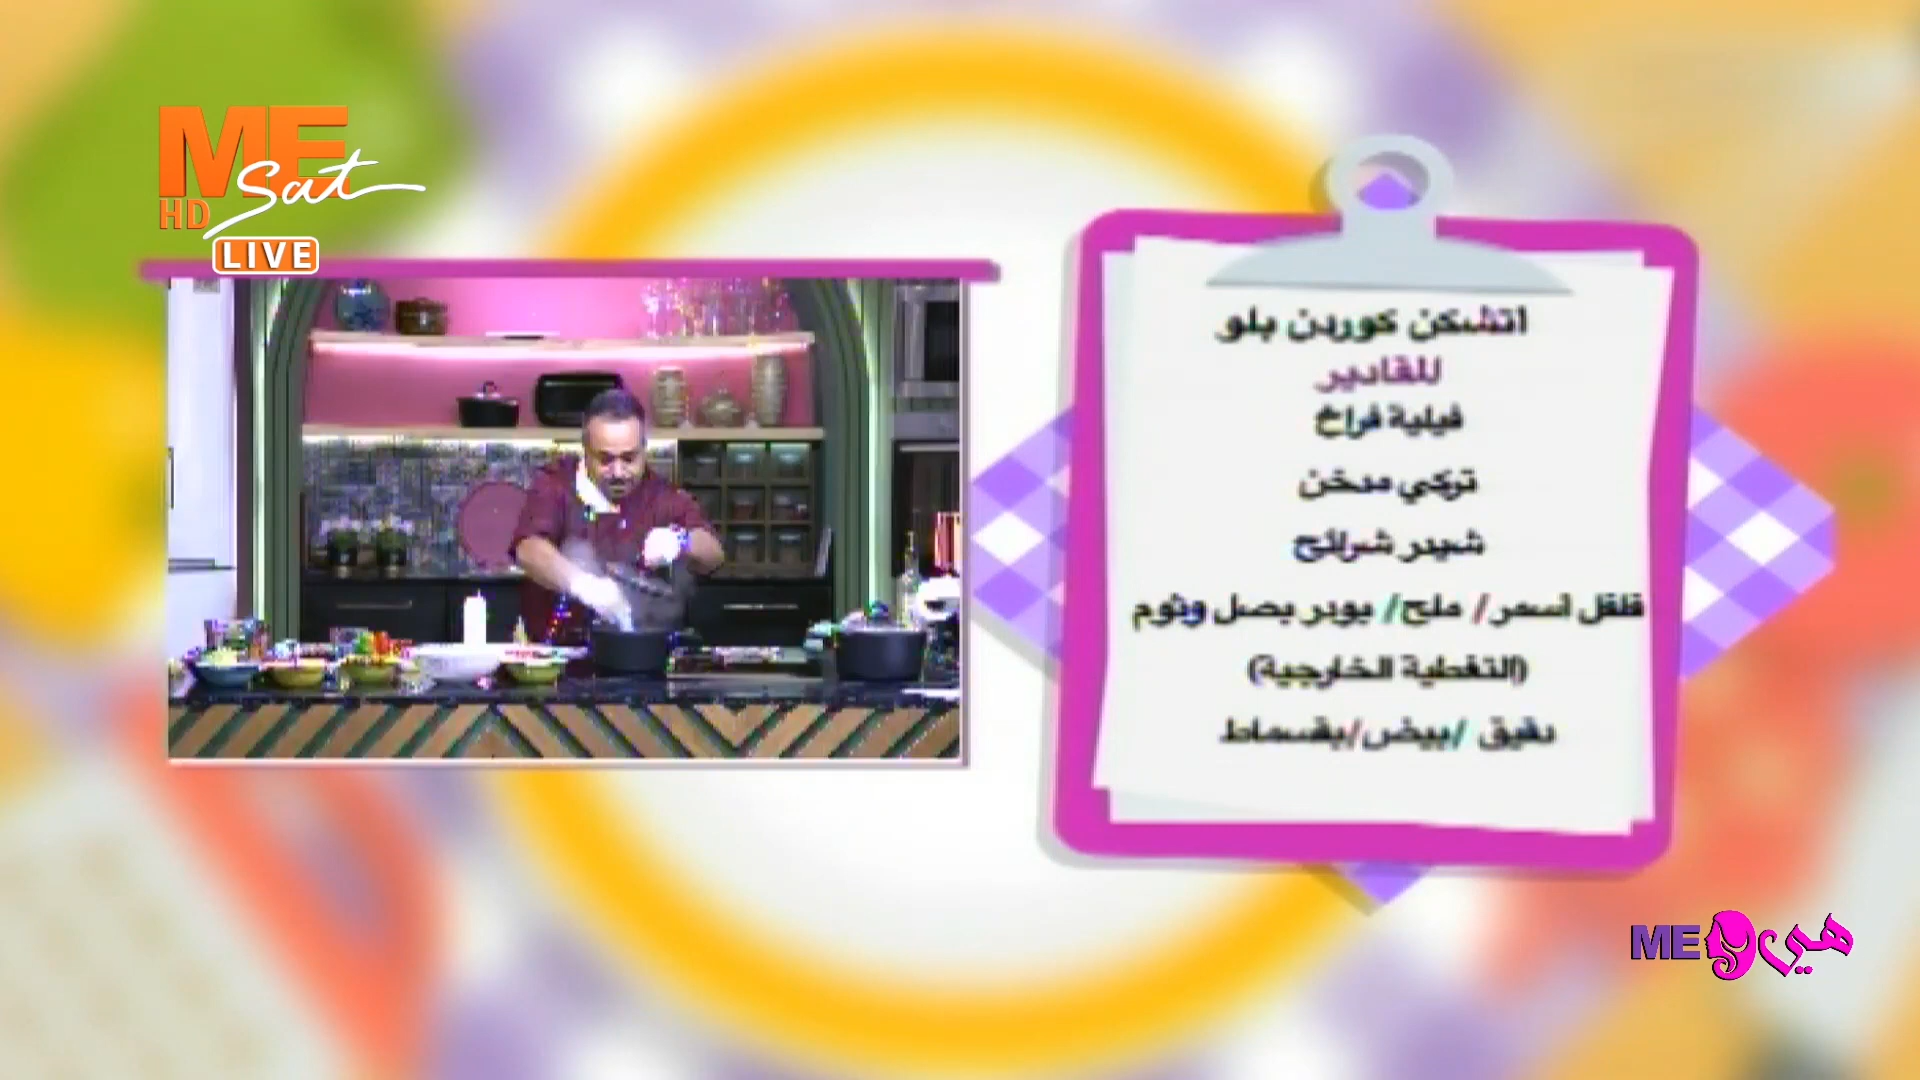 ME Sat
HD
LIVE
اتشكن كوردن بلو
للقادير
فيلية فراخ
تركي مدخن
شيدر شرائح
فلفل اسمر/ ملح/ بودر بصل وثوم
(التغطية الخارجية)
دقيق /بيض/بقسماط
ME هي